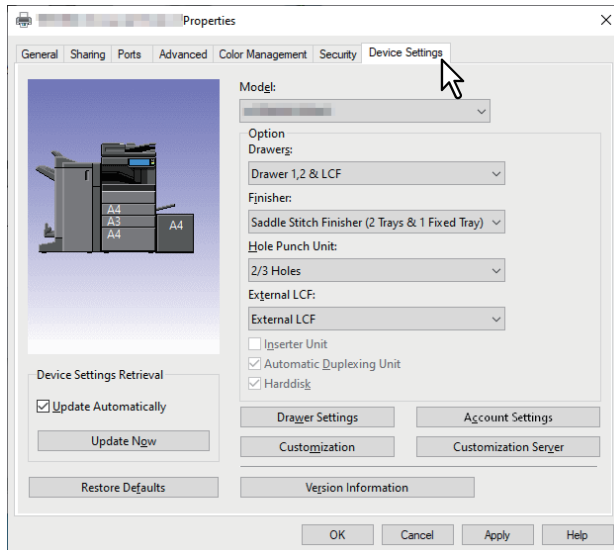 Properties
General Sharing Ports Advanced Color Management Security Device Settings
Model:
Option
Drawers:
Drawer 1,2 & LCF
Finisher:
Saddle Stitch Finisher (2 Trays & 1 Fixed Tray)
Hole Punch Unit:
2/3 Holes
External LCF:
External LCF
Inserter Unit
Automatic Duplexing Unit
Harddisk
A4
A3
A4
A4
Device Settings Retrieval
Update Automatically
Update Now
Drawer Settings Account Settings
Customization Customization Server
Restore Defaults Version Information
OK Cancel Apply Help